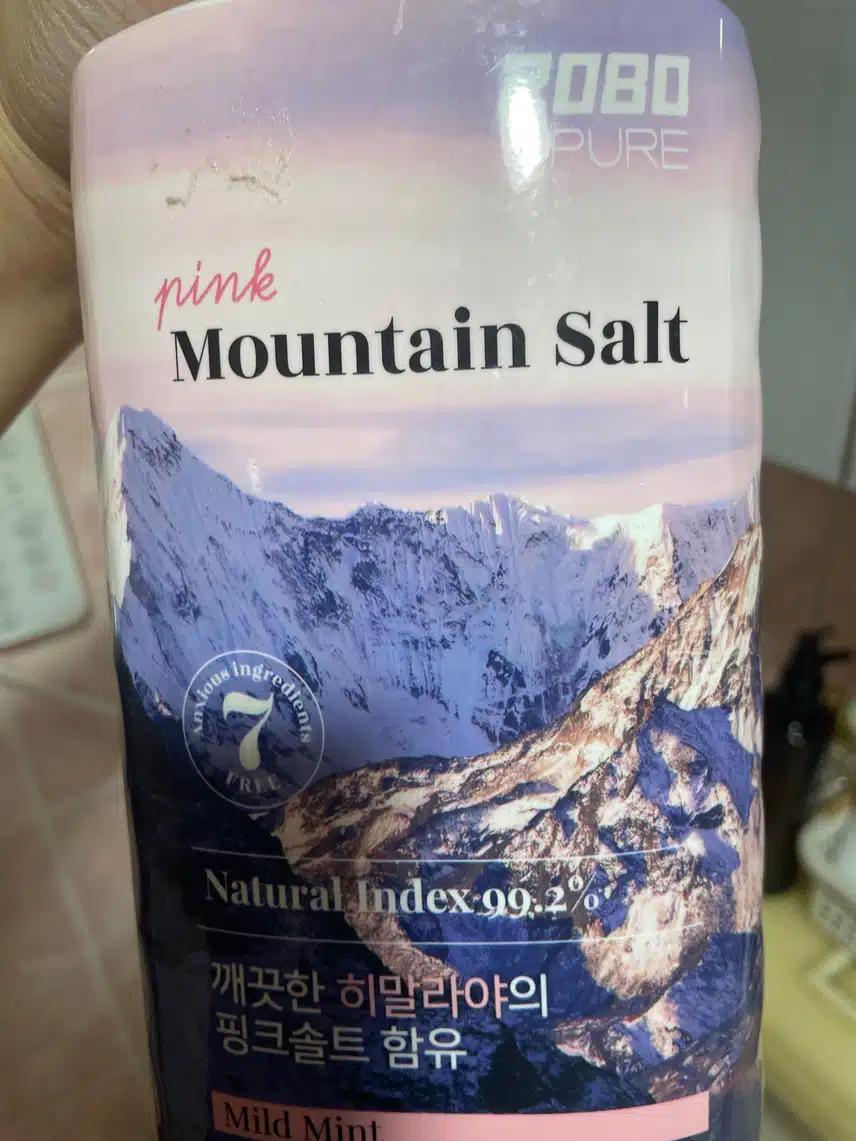 2080
PURE
pink
Mountain Salt
Anxious ingredients
7
FREE
Natural Index 99.2%
깨끗한 히말라야의
핑크솔트 함유
Mild Mint